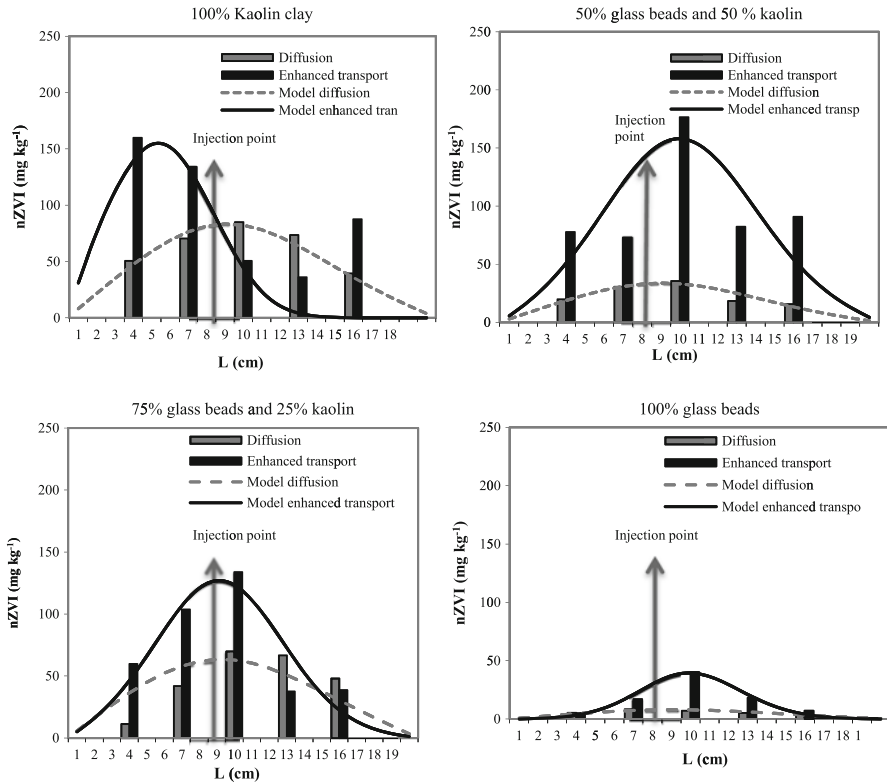 100% Kaolin clay
250
200
150
100
50
0
nZVI (mg kg-1)
Diffusion
Enhanced transport
Model diffusion
Model enhanced tran
Injection point
1 2 3 4 5 6 7 8 9 10 11 12 13 14 15 16 17 18
L (cm)
50% glass beads and 50 % kaolin
250
200
150
100
50
0
nZVI (mg kg-1)
Diffusion
Enhanced transport
Model diffusion
Model enhanced transp
Injection
point
1 2 3 4 5 6 7 8 9 10 11 12 13 14 15 16 17 18 19
L (cm)
75% glass beads and 25% kaolin
250
200
150
100
50
0
nZVI (mg kg-1)
Diffusion
Enhanced transport
Model diffusion
Model enhanced transport
Injection point
1 2 3 4 5 6 7 8 9 10 11 12 13 14 15 16 17 18 19
L (cm)
100% glass beads
250
200
150
100
50
0
nZVI (mg kg-1)
Diffusion
Enhanced transport
Model diffusion
Model enhanced transpo
Injection point
1 2 3 4 5 6 7 8 9 10 11 12 13 14 15 16 17 18 1
L (cm)